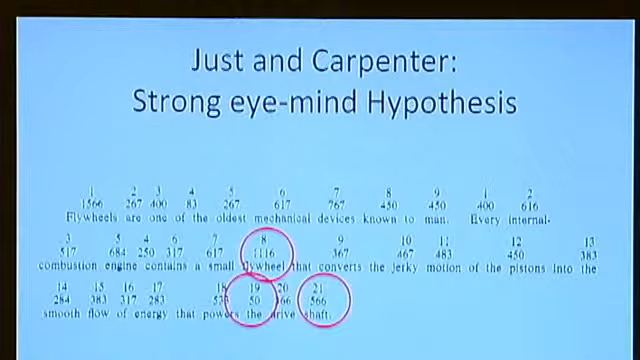 Just and Carpenter:
Strong eye-mind Hypothesis
1 2 3 4 5 6 7 8 9 1 2
1566 267 400 83 267 617 767 450 450 400 616
Flywheels are one of the oldest mechanical devices known to man. Every internal-
3 5 4 6 7 8 9 10 11 12 13
517 684 250 317 617 1116 367 467 483 450 383
combustion engine contains a small flywheel that converts the jerky motion of the pistons into the
14 15 16 17 18 19 20 21
284 383 317 283 533 50 366 566
smooth flow of energy that powers the drive shaft.